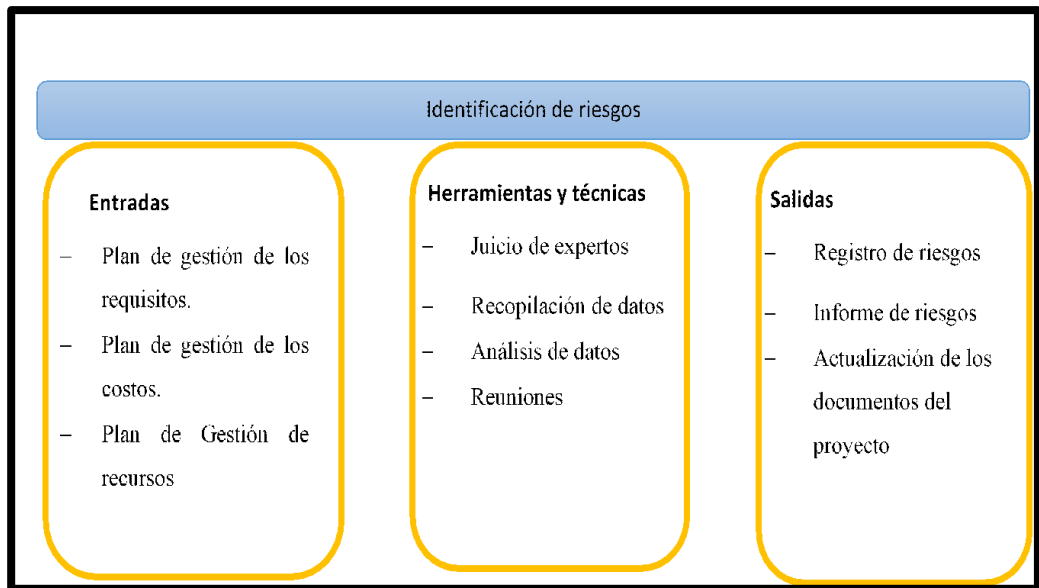 Identificación de riesgos
Entradas
– Plan de gestión de los
requisitos.
– Plan de gestión de los
costos.
– Plan de Gestión de
recursos
Herramientas y técnicas
– Juicio de expertos
– Recopilación de datos
– Análisis de datos
– Reuniones
Salidas
– Registro de riesgos
– Informe de riesgos
– Actualización de los
documentos del
proyecto